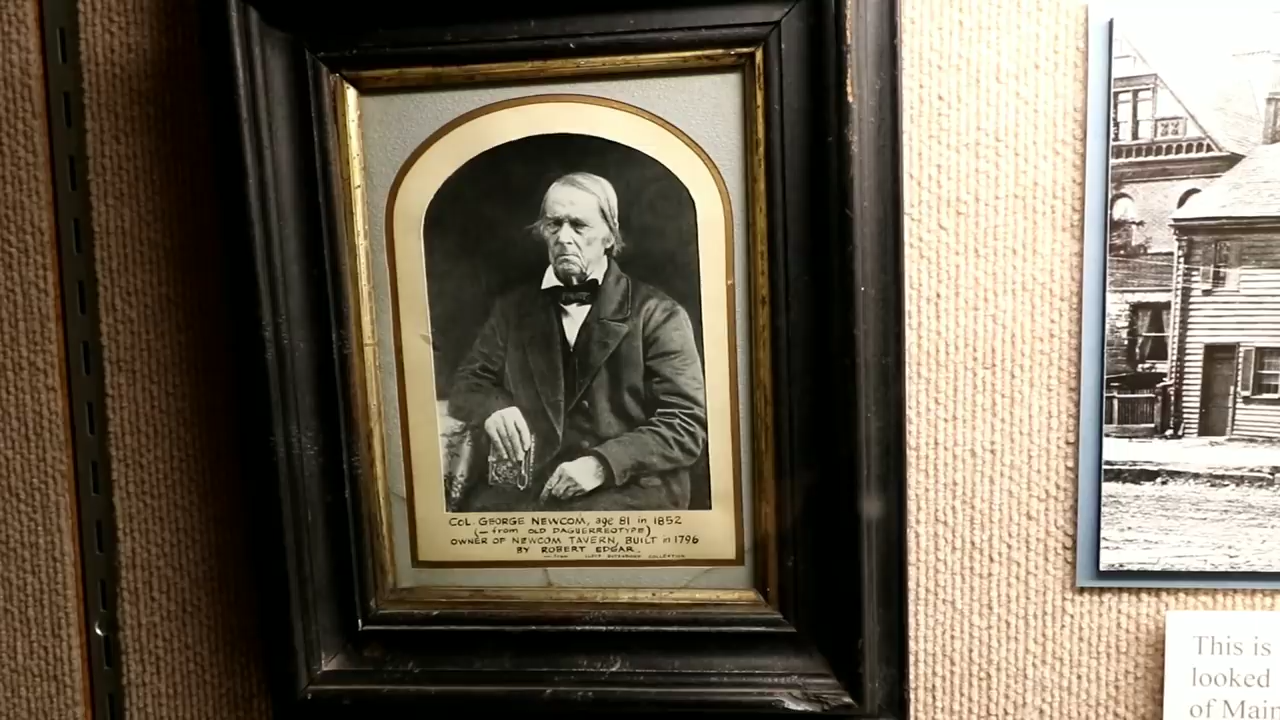 COL. GEORGE NEWCOM, age 81 in 1852
(— from OLD DAGUERREOTYPE)
OWNER OF NEWCOM TAVERN, BUILT in 1796
BY ROBERT EDGAR.
COLLECTION
This is
looked
of Main